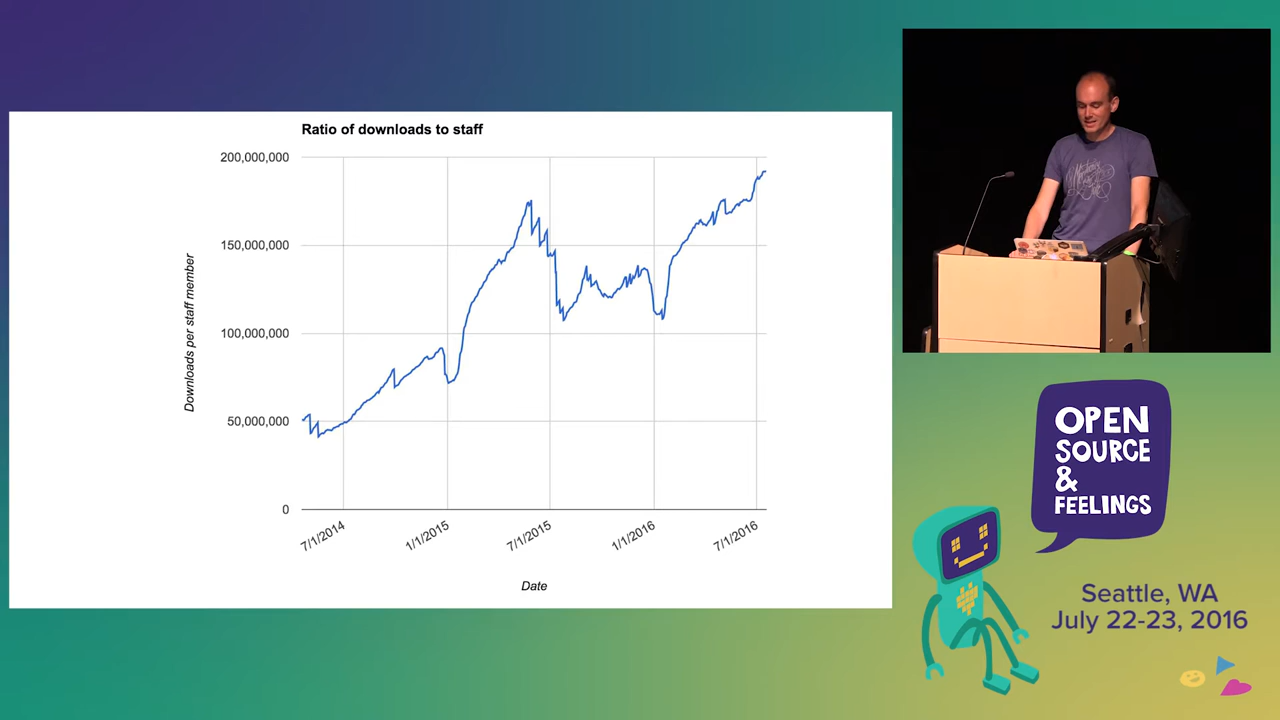 Ratio of downloads to staff
200,000,000
150,000,000
100,000,000
50,000,000
0
Downloads per staff member
7/1/2014
1/1/2015
7/1/2015
1/1/2016
7/1/2016
Date
OPEN
SOURCE
&
FEELINGS
Seattle, WA
July 22-23, 2016